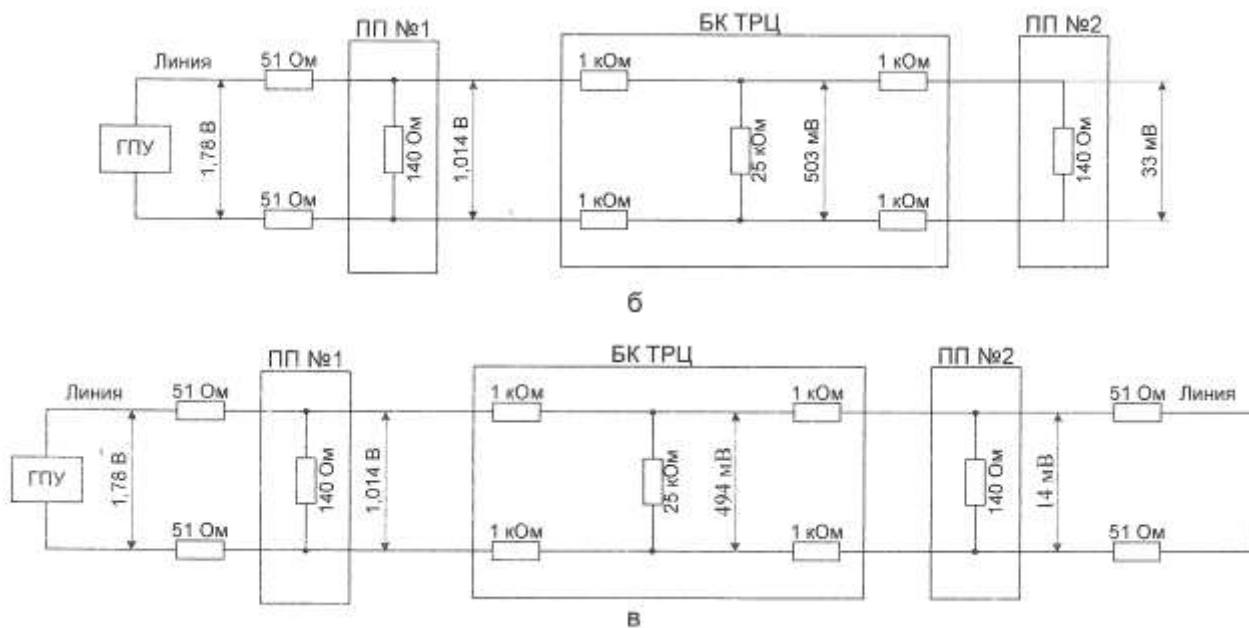 ПП №1
БК ТРЦ
ПП №2
Линия
51 Ом
1 кОм
1 кОм
ГПУ
1,78 В
140 Ом
1,014 В
25 кОм
503 мВ
140 Ом
33 мВ
51 Ом
1 кОм
1 кОм
б
ПП №1
БК ТРЦ
ПП №2
Линия
51 Ом
1 кОм
1 кОм
51 Ом
Линия
ГПУ
1,78 В
140 Ом
1,014 В
25 кОм
494 мВ
140 Ом
14 мВ
51 Ом
1 кОм
1 кОм
51 Ом
в